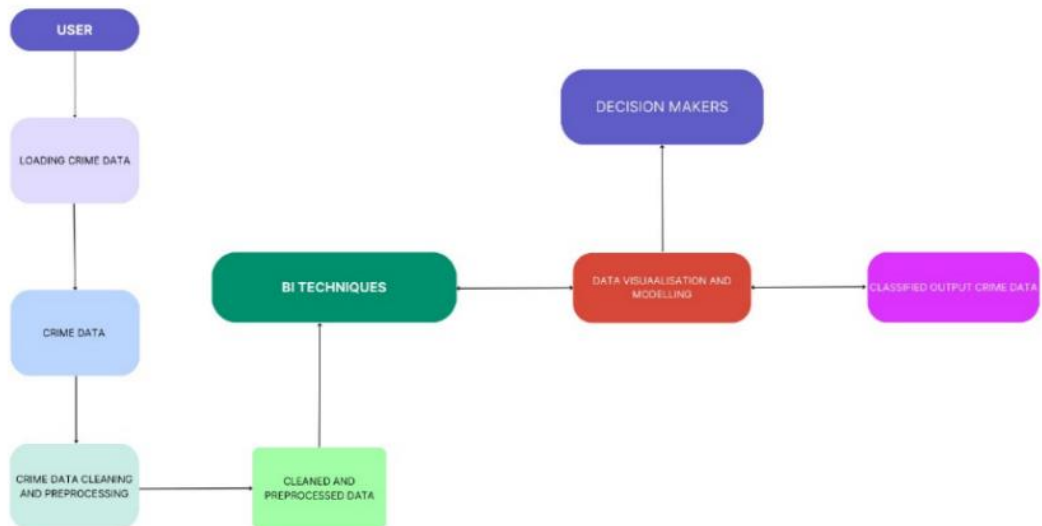 USER
LOADING CRIME DATA
CRIME DATA
CRIME DATA CLEANING
AND PREPROCESSING
CLEANED AND
PREPROCESSED DATA
BI TECHNIQUES
DATA VISUAALISATION AND
MODELLING
DECISION MAKERS
CLASSIFIED OUTPUT CRIME DATA